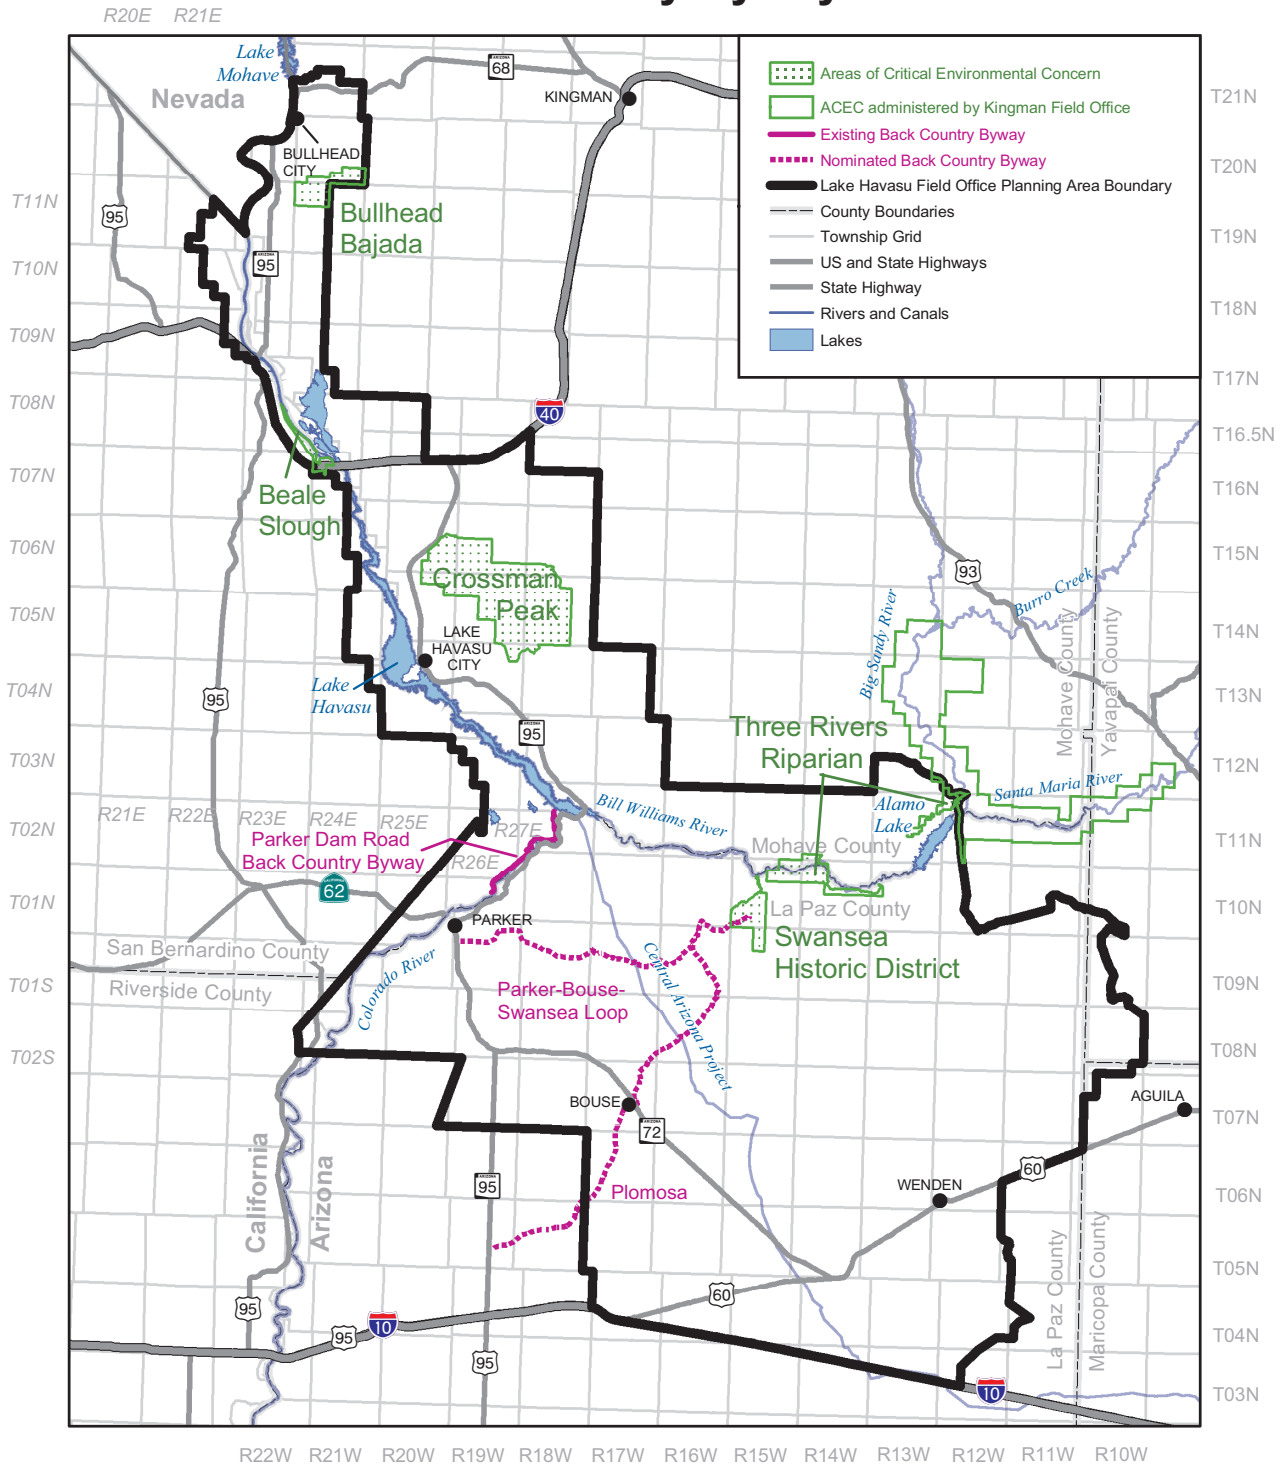 R20E R21E
Lake
Mohave
Nevada
ARIZONA
68
KINGMAN
BULLHEAD
CITY
Bullhead
Bajada
95
ARIZONA
95
Areas of Critical Environmental Concern
ACEC administered by Kingman Field Office
Existing Back Country Byway
Nominated Back Country Byway
Lake Havasu Field Office Planning Area Boundary
County Boundaries
Township Grid
US and State Highways
State Highway
Rivers and Canals
Lakes
T21N
T20N
T19N
T18N
T17N
T16.5N
T16N
T15N
T14N
T13N
T12N
T11N
T10N
T09N
T08N
T07N
T06N
T05N
T04N
T03N
T11N
T10N
T09N
T08N
T07N
T06N
T05N
T04N
T03N
T02N
T01N
T01S
T02S
40
Beale
Slough
Crossman
Peak
LAKE
HAVASU
CITY
Lake
Havasu
95
ARIZONA
95
93
Burro Creek
Big Sandy River
Mohave County
Yavapai County
Three Rivers
Riparian
Santa Maria River
Alamo
Lake
Bill Williams River
Mohave County
La Paz County
R21E R22E R23E R24E R25E
R27E
R26E
Parker Dam Road
Back Country Byway
CALIFORNIA
62
PARKER
San Bernardino County
Riverside County
Colorado River
Swansea
Historic District
Central Arizona Project
Parker-Bouse-
Swansea Loop
BOUSE
ARIZONA
72
AGUILA
60
WENDEN
Plomosa
ARIZONA
95
California
Arizona
60
La Paz County
Maricopa County
95
95
10
95
10
R22W R21W R20W R19W R18W R17W R16W R15W R14W R13W R12W R11W R10W